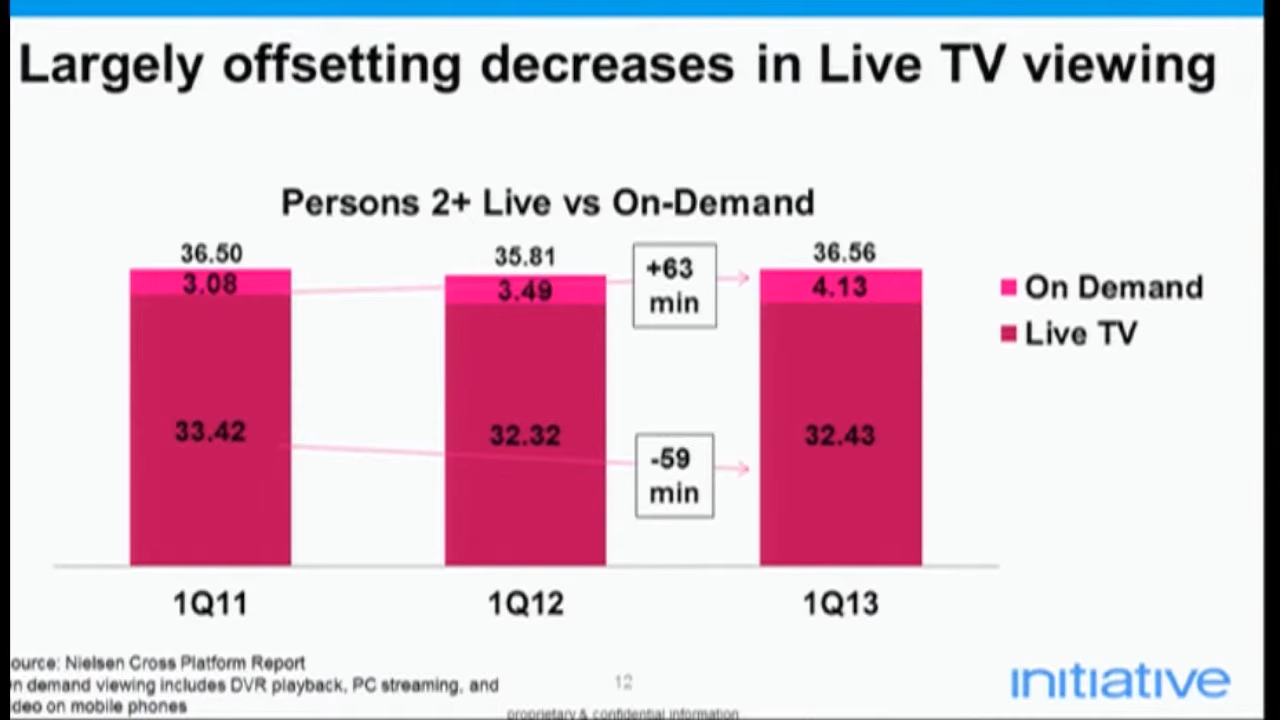 Largely offsetting decreases in Live TV viewing
Persons 2+ Live vs On-Demand
36.50
35.81
36.56
3.08
3.49
4.13
+63
min
On Demand
Live TV
33.42
32.32
32.43
-59
min
1Q11
1Q12
1Q13
ource: Nielsen Cross Platform Report
n demand viewing includes DVR playback, PC streaming, and
deo on mobile phones
12
proprietary & confidential information
initiative